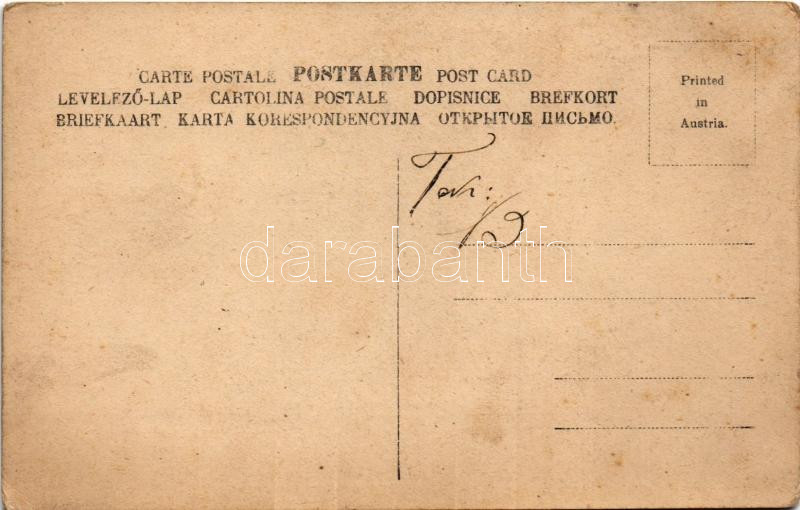 CARTE POSTALE POSTKARTE POST CARD
LEVELEZŐ-LAP CARTOLINA POSTALE DOPISNICE BREFKORT
BRIEFKAART KARTA KORESPONDENCYJNA ОТКРЫТОЕ ПИСЬМО.
Printed
in
Austria.
darabanth